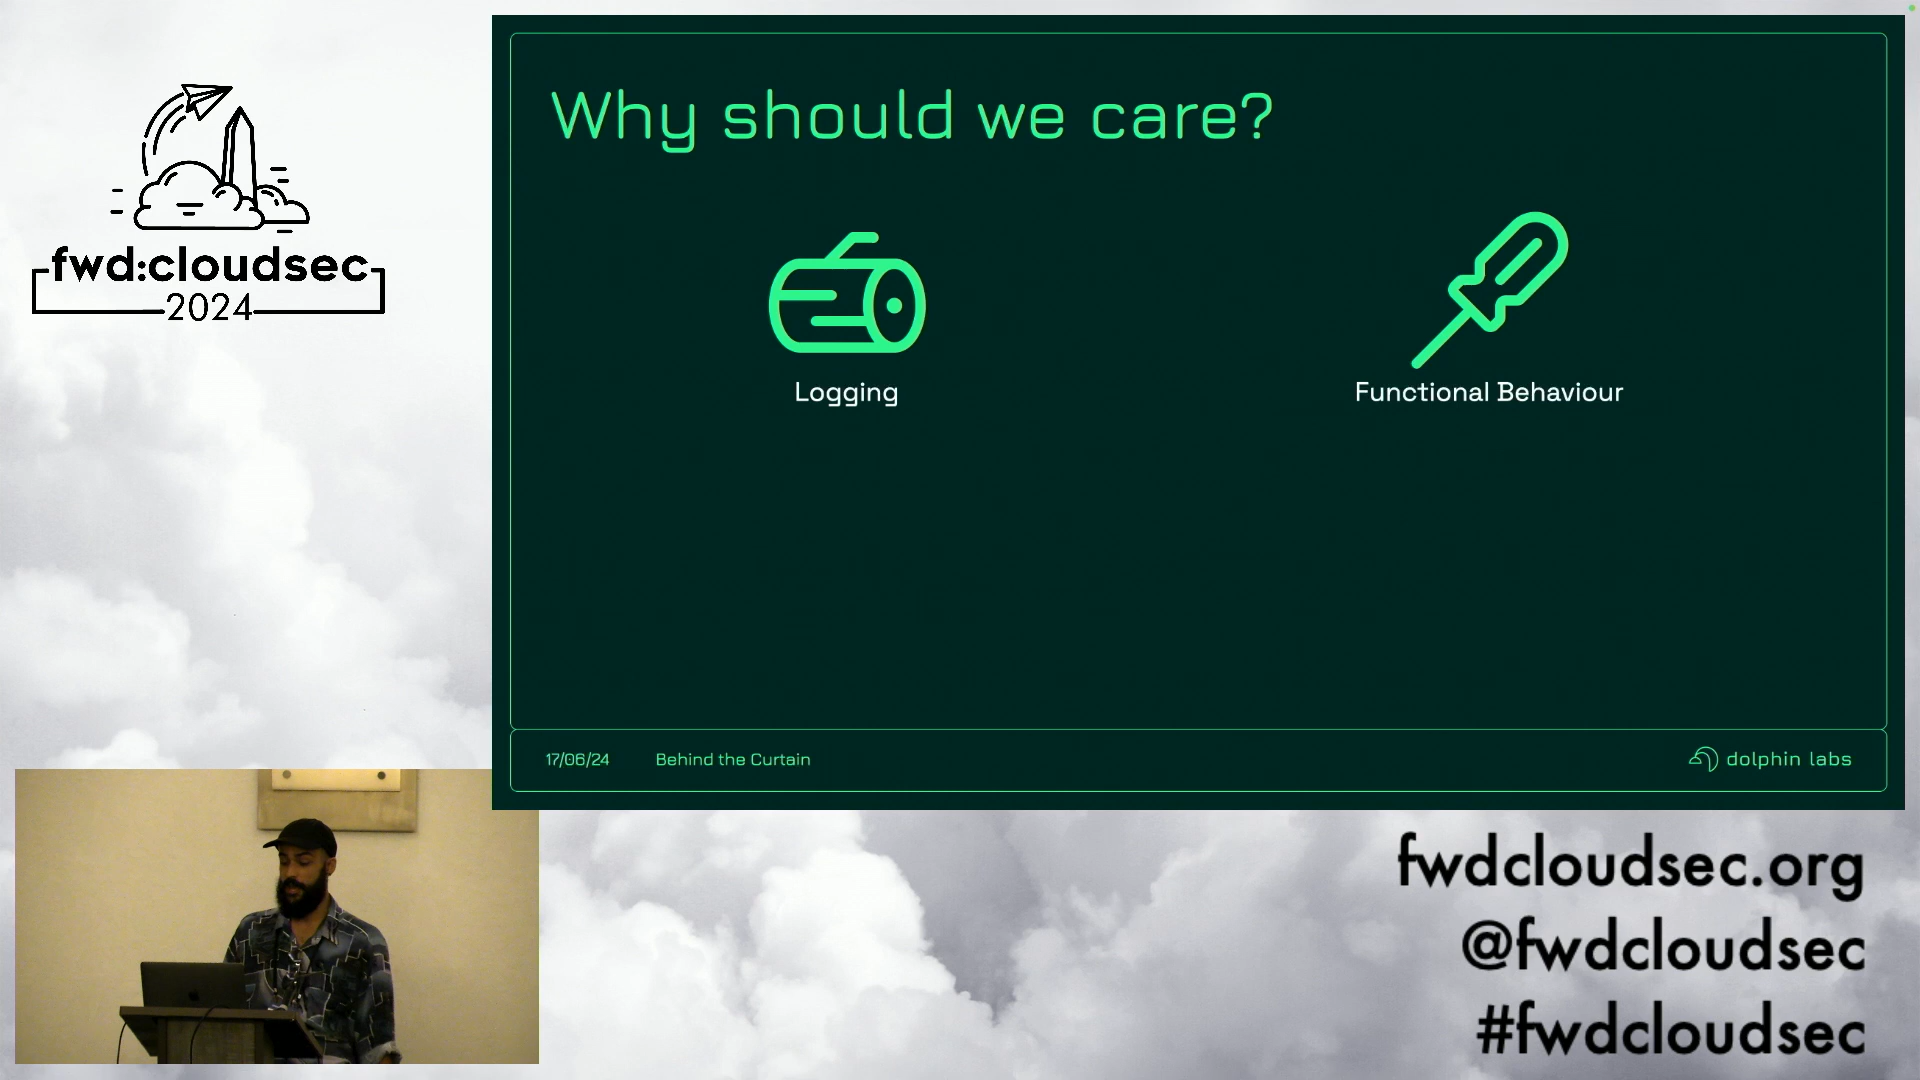 fwd:cloudsec
2024
Why should we care?
Logging
Functional Behaviour
17/06/24
Behind the Curtain
dolphin labs
fwdcloudsec.org
@fwdcloudsec
#fwdcloudsec